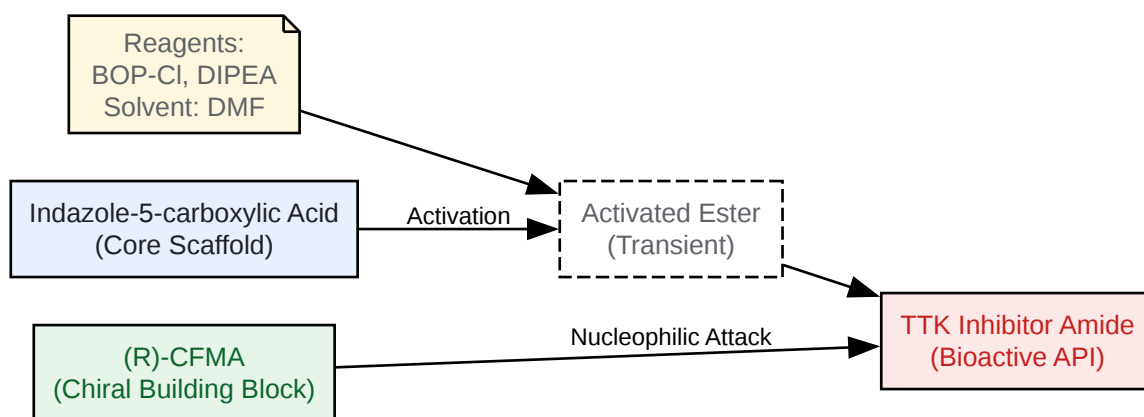 Reagents:
BOP-Cl, DIPEA
Solvent: DMF
Indazole-5-carboxylic Acid
(Core Scaffold)
Activation
Activated Ester
(Transient)
(R)-CFMA
(Chiral Building Block)
Nucleophilic Attack
TTK Inhibitor Amide
(Bioactive API)